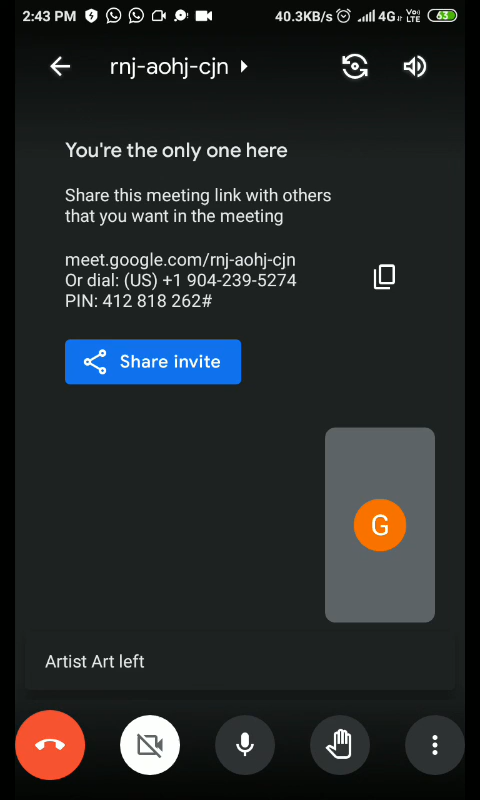 2:43 PM 40.3KB/s 4G Vo) LTE 63
rnj-aohj-cjn
You're the only one here
Share this meeting link with others
that you want in the meeting
meet.google.com/rnj-aohj-cjn
Or dial: (US) +1 904-239-5274
PIN: 412 818 262#
Share invite
G
Artist Art left